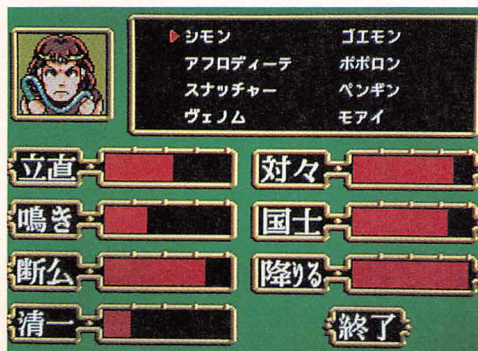 シモン ゴエモン
アフロディーテ ポポロン
スナッチャー ペンギン
ヴェノム モアイ
立直 対々
鳴き 国士
断么 降りる
清一 終了